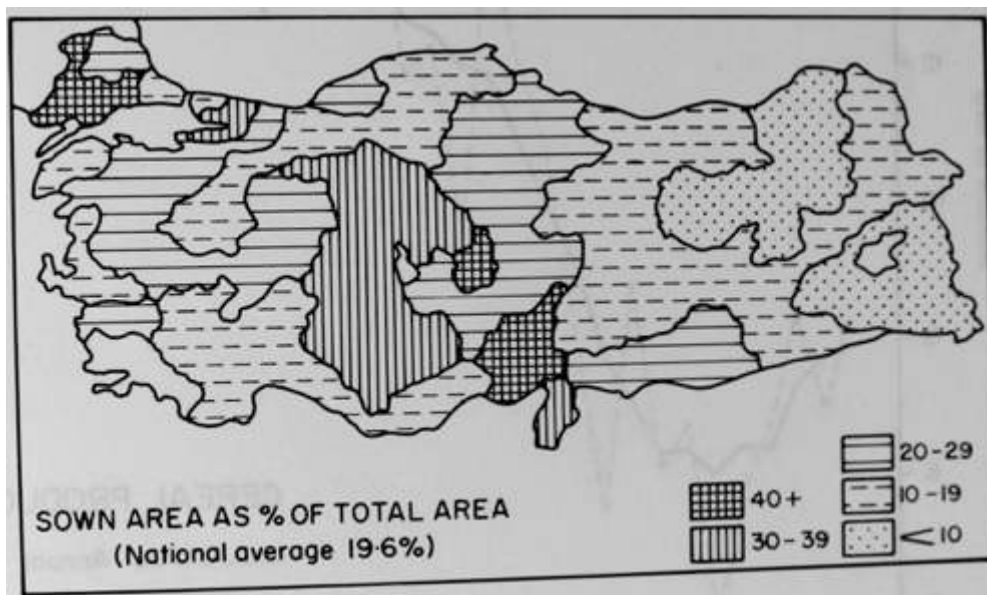 SOWN AREA AS % OF TOTAL AREA
(National average 19·6%)
40+
30-39
20-29
10-19
<10